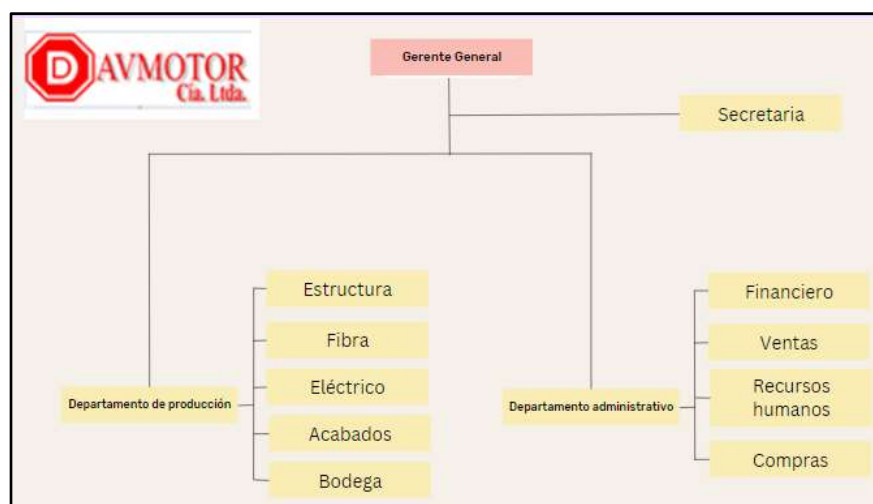 DAVMOTOR
Cía. Ltda.
Gerente General
Secretaria
Estructura
Fibra
Eléctrico
Acabados
Bodega
Departamento de producción
Financiero
Ventas
Recursos
humanos
Compras
Departamento administrativo